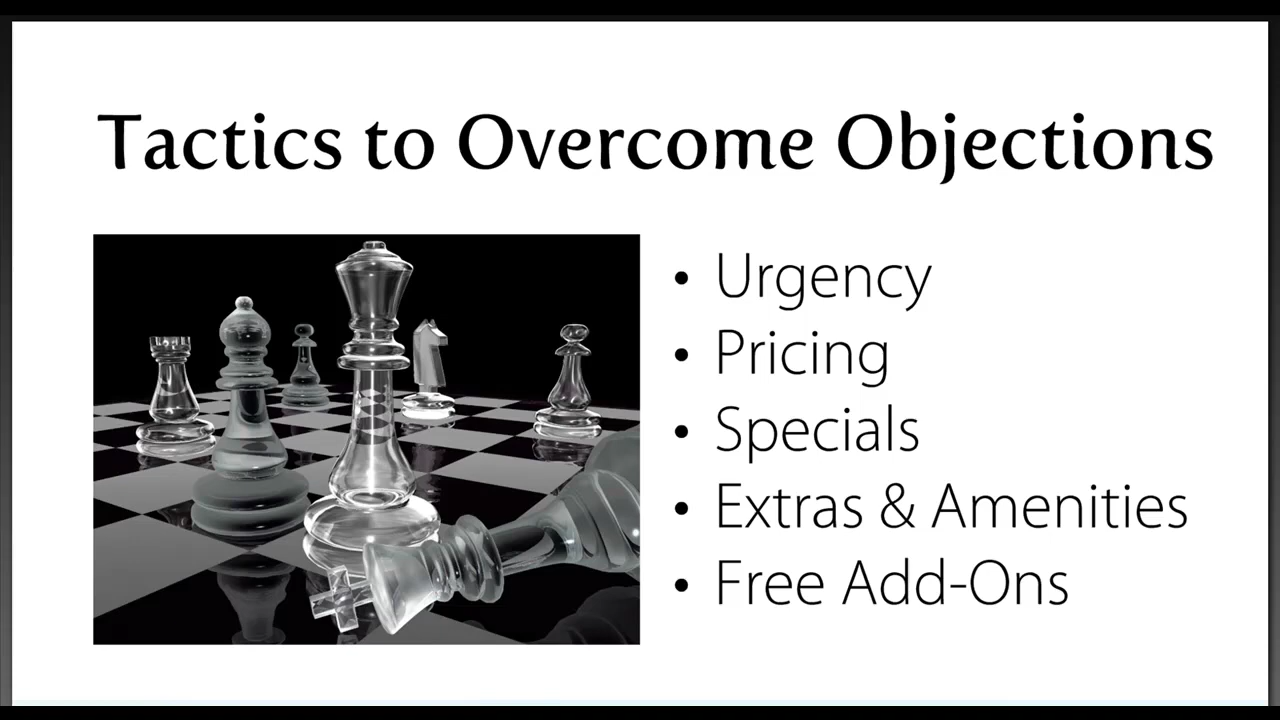 Tactics to Overcome Objections
• Urgency
• Pricing
• Specials
• Extras & Amenities
• Free Add-Ons